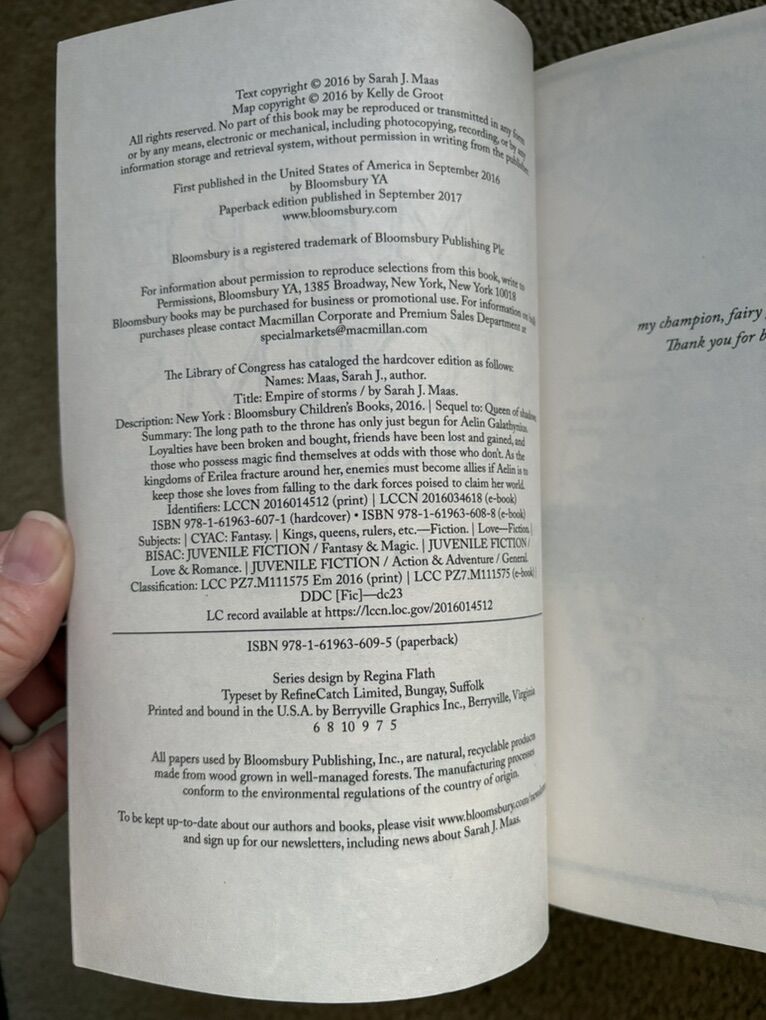 Text copyright © 2016 by Sarah J. Maas
Map copyright © 2016 by Kelly de Groot
All rights reserved. No part of this book may be reproduced or transmitted in any form
or by any means, electronic or mechanical, including photocopying, recording, or by any
information storage and retrieval system, without permission in writing from the publisher.
First published in the United States of America in September 2016
by Bloomsbury YA
Paperback edition published in September 2017
www.bloomsbury.com
Bloomsbury is a registered trademark of Bloomsbury Publishing Plc
For information about permission to reproduce selections from this book, write to
Permissions, Bloomsbury YA, 1385 Broadway, New York, New York 10018
Bloomsbury books may be purchased for business or promotional use. For information on bulk
purchases please contact Macmillan Corporate and Premium Sales Department at
specialmarkets@macmillan.com
The Library of Congress has cataloged the hardcover edition as follows:
Names: Maas, Sarah J., author.
Title: Empire of storms / by Sarah J. Maas.
Description: New York : Bloomsbury Children's Books, 2016. | Sequel to: Queen of shadows.
Summary: The long path to the throne has only just begun for Aelin Galathynius.
Loyalties have been broken and bought, friends have been lost and gained, and
those who possess magic find themselves at odds with those who don't. As the
kingdoms of Erilea fracture around her, enemies must become allies if Aelin is to
keep those she loves from falling to the dark forces poised to claim her world.
Identifiers: LCCN 2016014512 (print) | LCCN 2016034618 (e-book)
ISBN 978-1-61963-607-1 (hardcover) • ISBN 978-1-61963-608-8 (e-book)
Subjects: | CYAC: Fantasy. | Kings, queens, rulers, etc.—Fiction. | Love—Fiction. |
BISAC: JUVENILE FICTION / Fantasy & Magic. | JUVENILE FICTION /
Love & Romance. | JUVENILE FICTION / Action & Adventure / General.
Classification: LCC PZ7.M111575 Em 2016 (print) | LCC PZ7.M111575 (e-book) |
DDC [Fic]—dc23
LC record available at https://lccn.loc.gov/2016014512
ISBN 978-1-61963-609-5 (paperback)
Series design by Regina Flath
Typeset by RefineCatch Limited, Bungay, Suffolk
Printed and bound in the U.S.A. by Berryville Graphics Inc., Berryville, Virginia
6 8 10 9 7 5
All papers used by Bloomsbury Publishing, Inc., are natural, recyclable products
made from wood grown in well-managed forests. The manufacturing processes
conform to the environmental regulations of the country of origin.
To be kept up-to-date about our authors and books, please visit www.bloomsbury.com/
and sign up for our newsletters, including news about Sarah J. Maas.
my champion, fairy
Thank you for